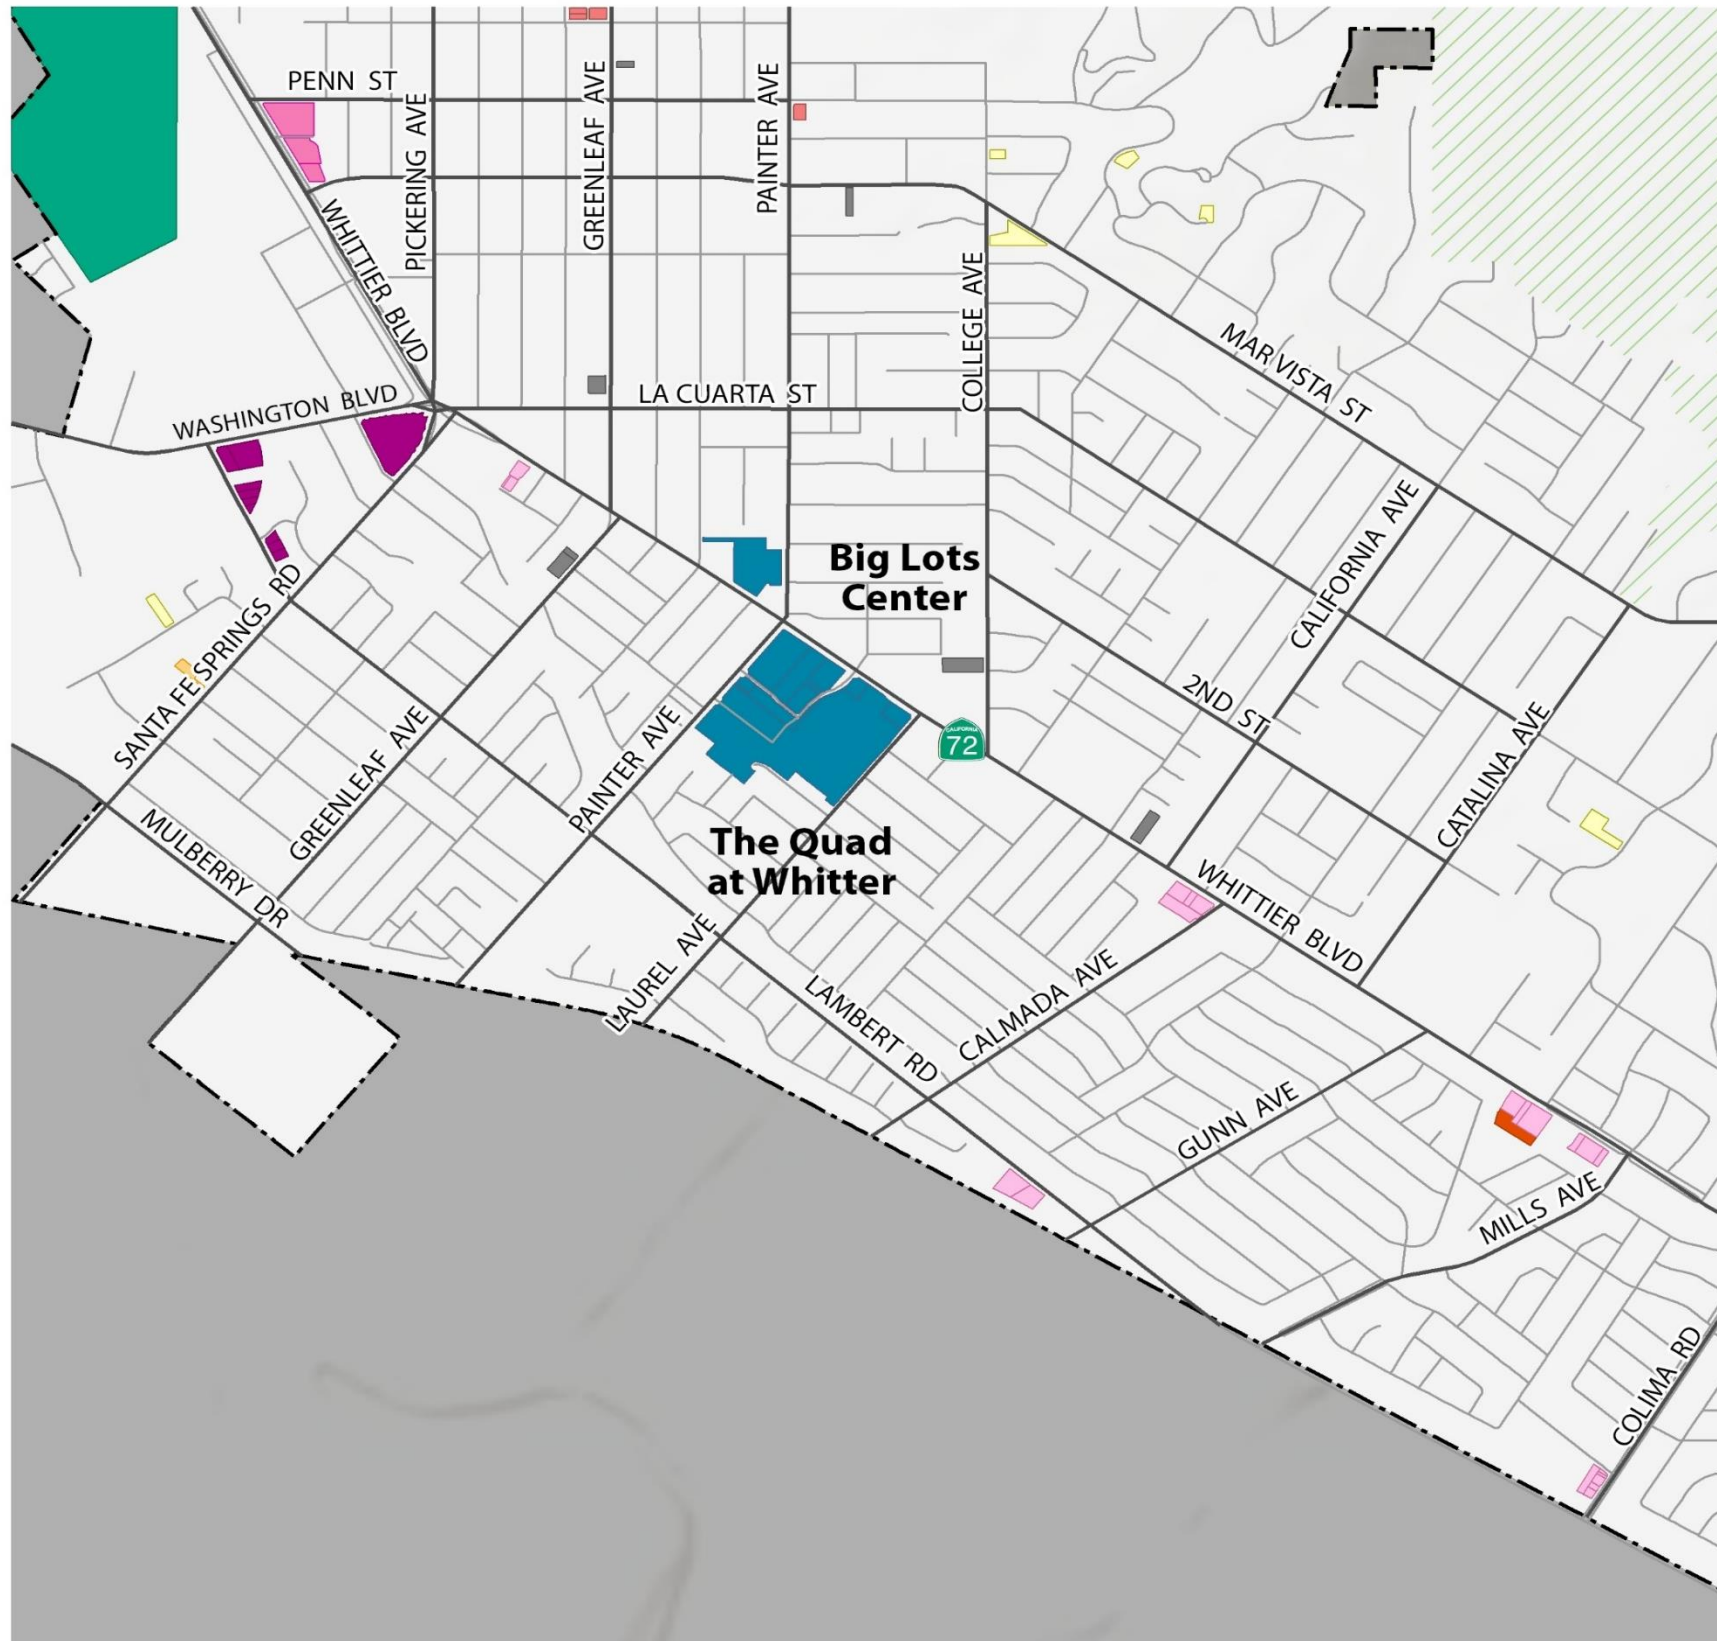 PENN ST
PICKERING AVE
GREENLEAF AVE
PAINTER AVE
WHITTIER BLVD
COLLEGE AVE
MAR VISTA ST
WASHINGTON BLVD
LA CUARTA ST
CALIFORNIA AVE
Big Lots
Center
SANTA FE SPRINGS RD
2ND ST
CALIFORNIA
72
CATALINA AVE
GREENLEAF AVE
PAINTER AVE
MULBERRY DR
The Quad
at Whitter
WHITTIER BLVD
LAUREL AVE
LAMBERT RD
CALMADA AVE
GUNN AVE
MILLS AVE
COLIMA RD